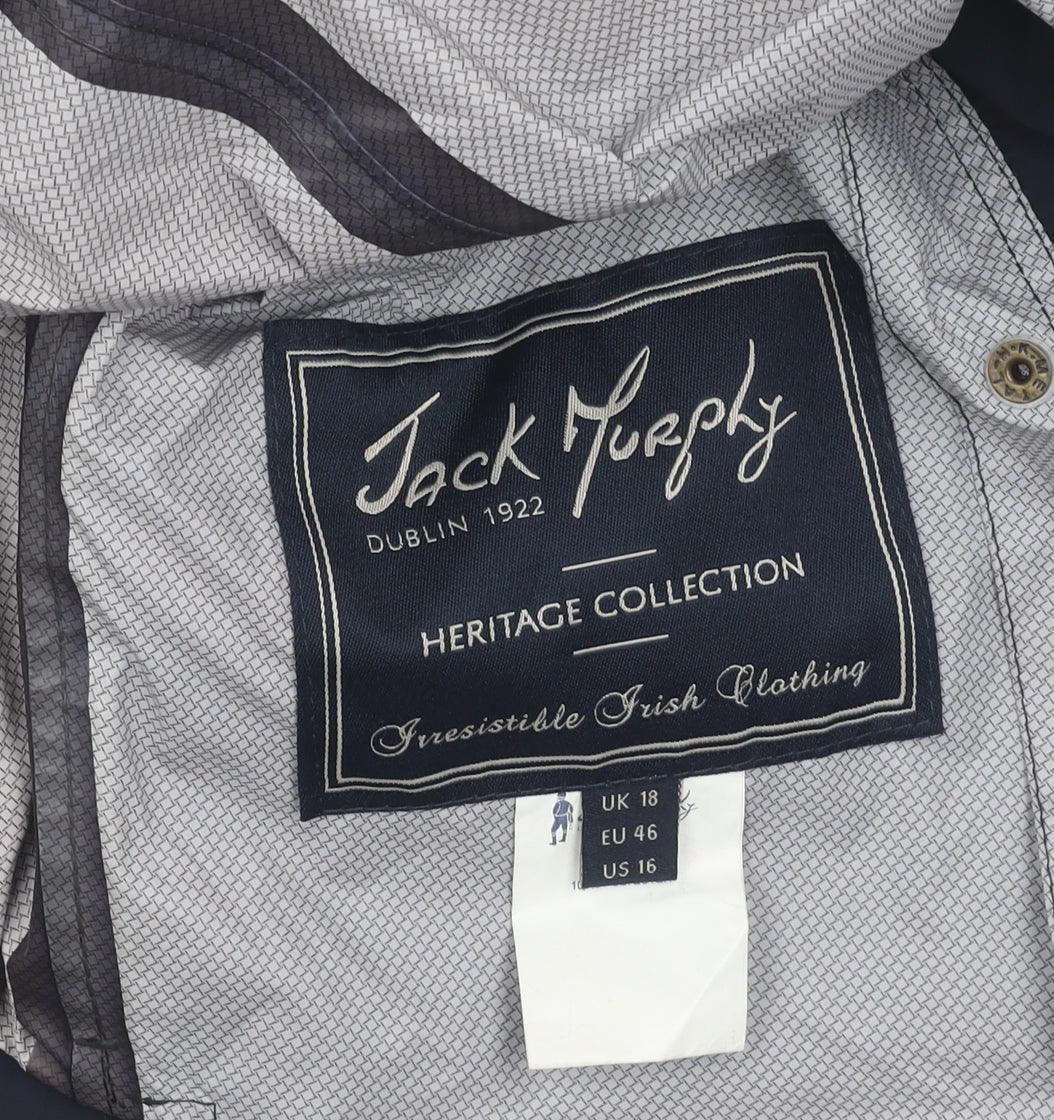 Jack Murphy
DUBLIN 1922
HERITAGE COLLECTION
Irresistible Irish Clothing
UK 18
EU 46
US 16